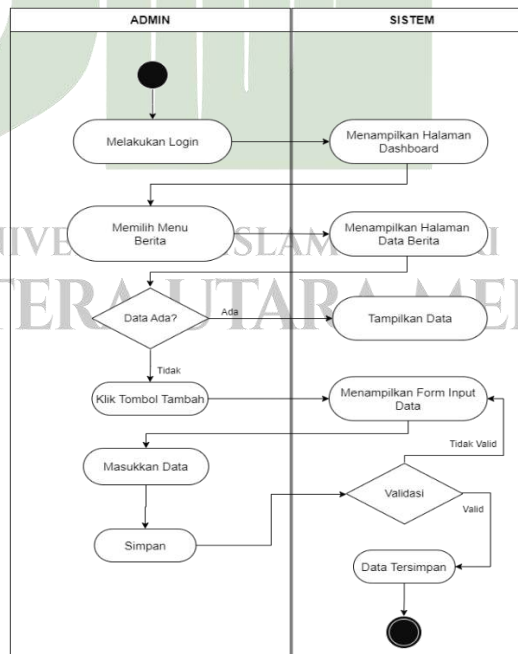 ADMIN
SISTEM
Melakukan Login
Menampilkan Halaman
Dashboard
Memilih Menu
Berita
Menampilkan Halaman
Data Berita
Data Ada?
Ada
Tampilkan Data
Tidak
Klik Tombol Tambah
Menampilkan Form Input
Data
Tidak Valid
Masukkan Data
Validasi
Valid
Simpan
Data Tersimpan